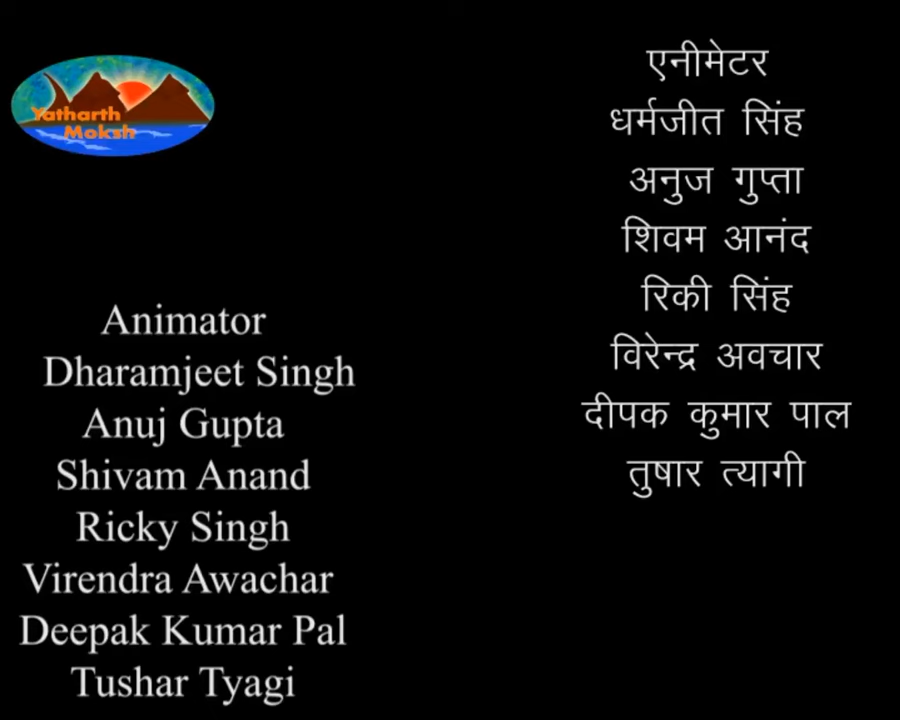 Yatharth
Moksh
एनीमेटर
धर्मजीत सिंह
अनुज गुप्ता
शिवम आनंद
रिकी सिंह
विरेन्द्र अवचार
दीपक कुमार पाल
तुषार त्यागी
Animator
Dharamjeet Singh
Anuj Gupta
Shivam Anand
Ricky Singh
Virendra Awachar
Deepak Kumar Pal
Tushar Tyagi